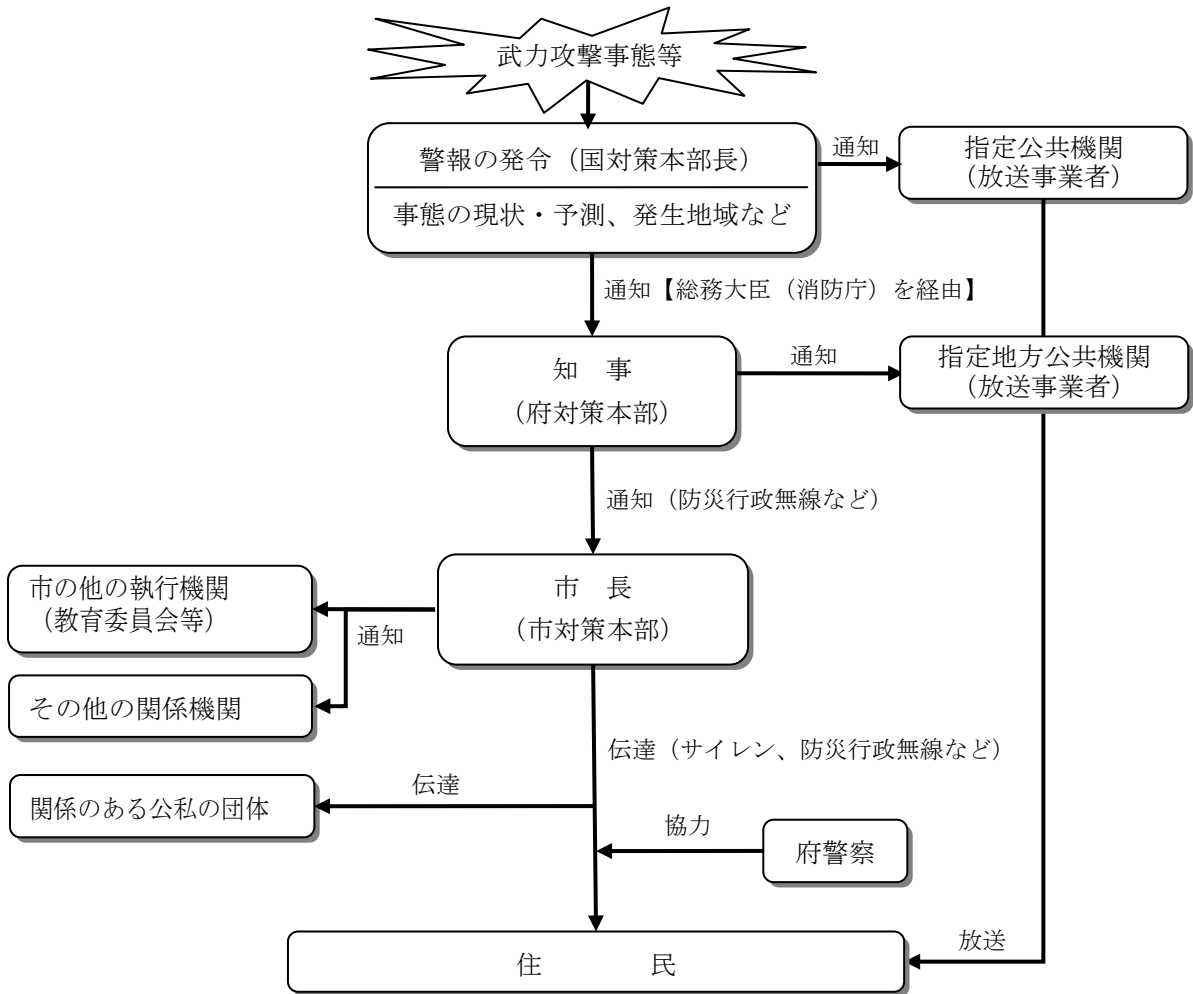 武力攻撃事態等
警報の発令（国対策本部長）
事態の現状・予測、発生地域など
通知
指定公共機関
（放送事業者）
通知【総務大臣（消防庁）を経由】
知　事
（府対策本部）
通知
指定地方公共機関
（放送事業者）
通知（防災行政無線など）
市　長
（市対策本部）
市の他の執行機関
（教育委員会等）
通知
その他の関係機関
伝達（サイレン、防災行政無線など）
伝達
関係のある公私の団体
協力
府警察
放送
住　　　民